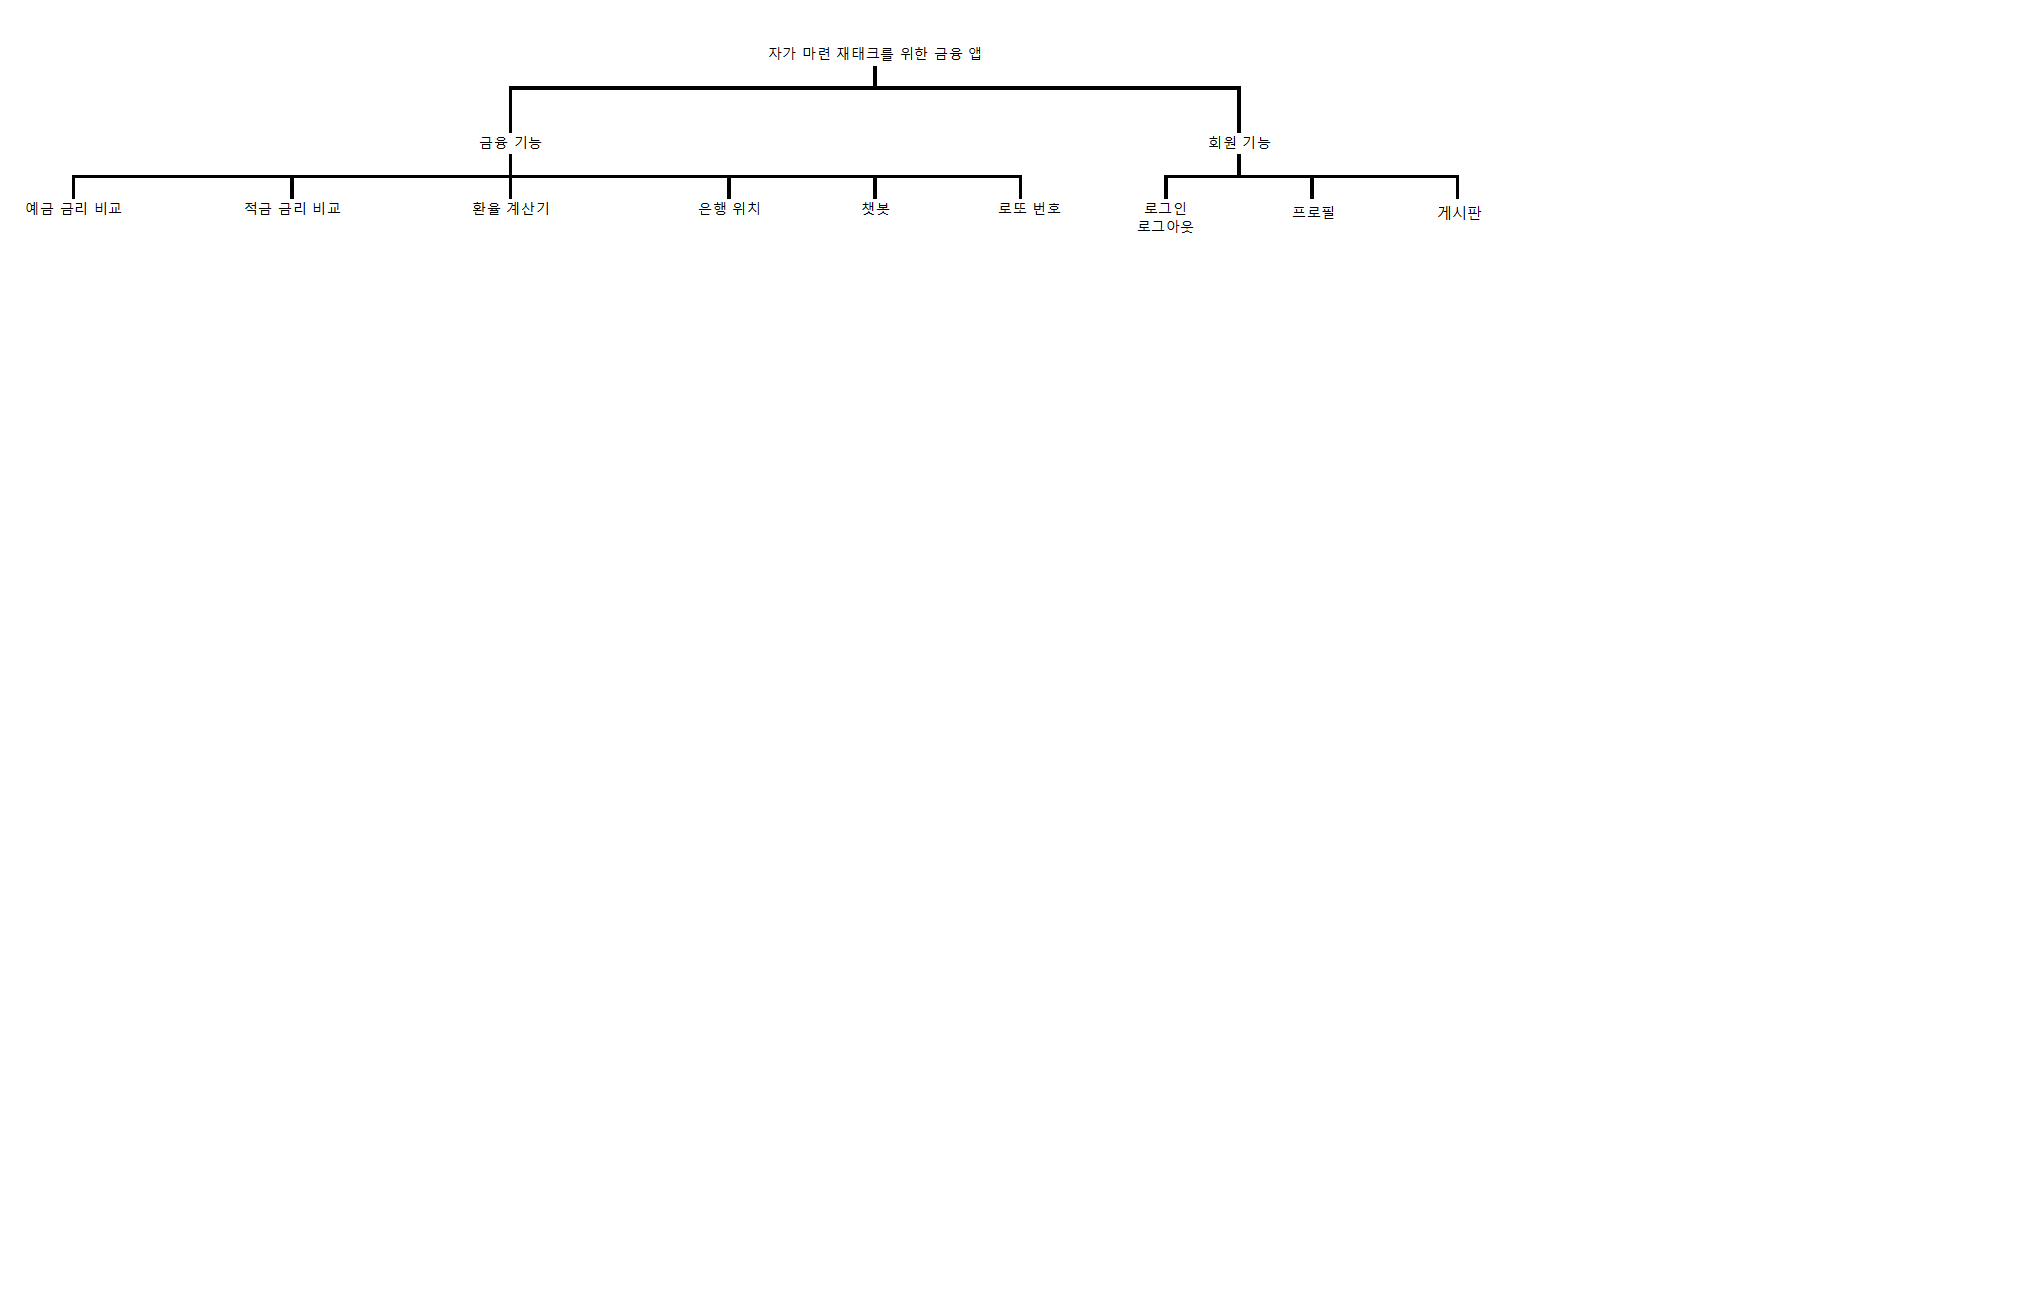 자가 마련 재태크를 위한 금융 앱
금융 기능
회원 기능
예금 금리 비교
적금 금리 비교
환율 계산기
은행 위치
챗봇
로또 번호
로그인
로그아웃
프로필
게시판